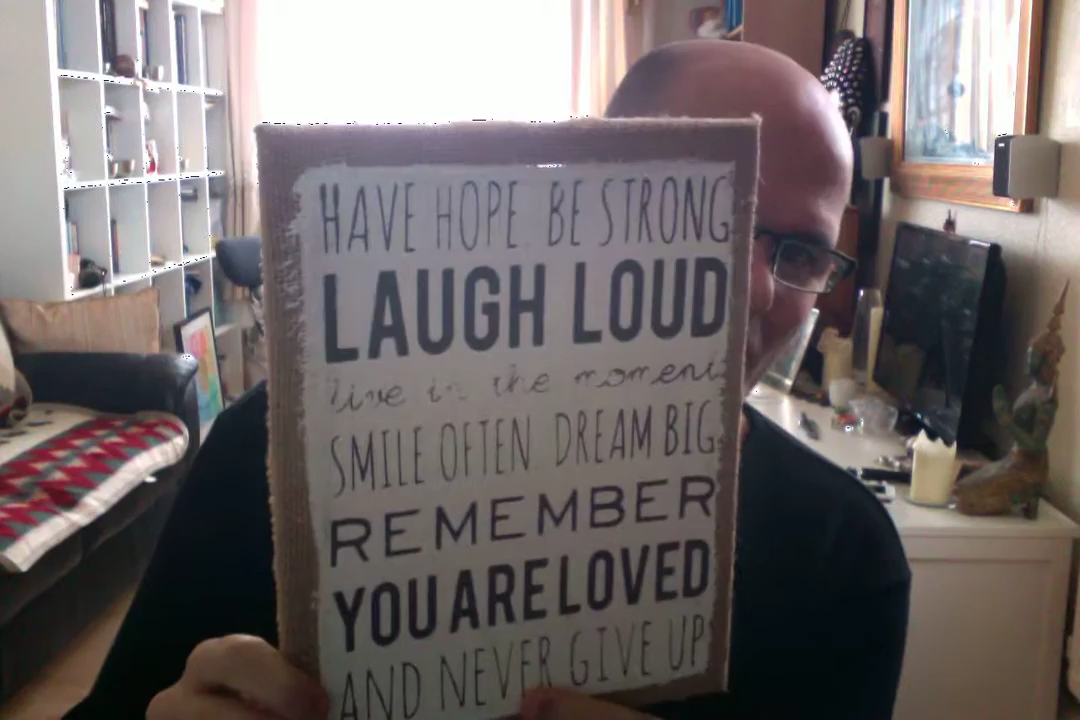 HAVE HOPE. BE STRONG
LAUGH LOUD
live in the moment
SMILE OFTEN. DREAM BIG
REMEMBER
YOU ARE LOVED
AND NEVER GIVE UP